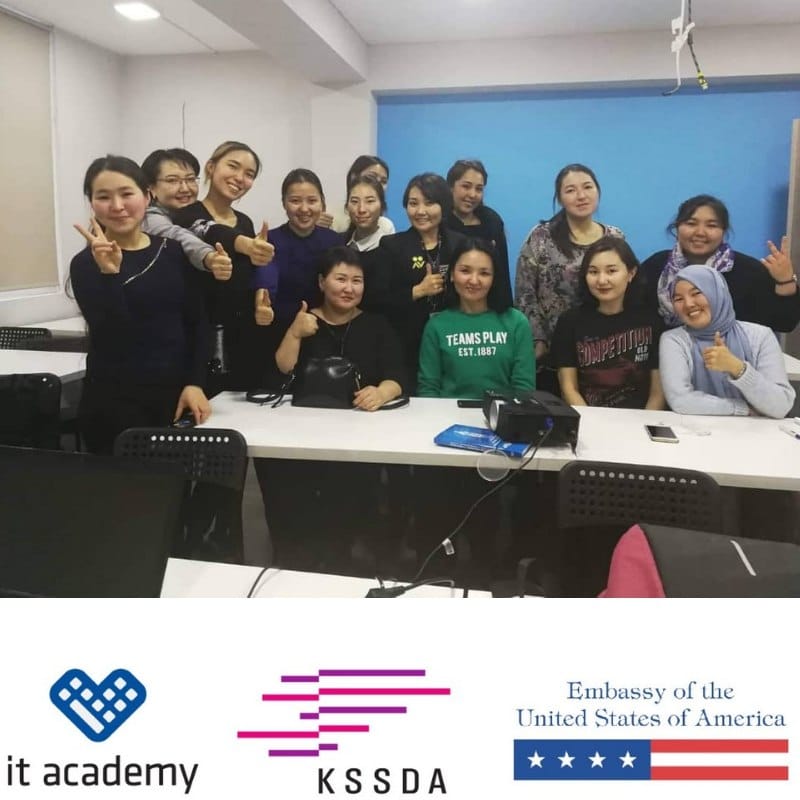 TEAMS PLAY
EST. 1887
COMPETITION
it academy
KSSDA
Embassy of the
United States of America